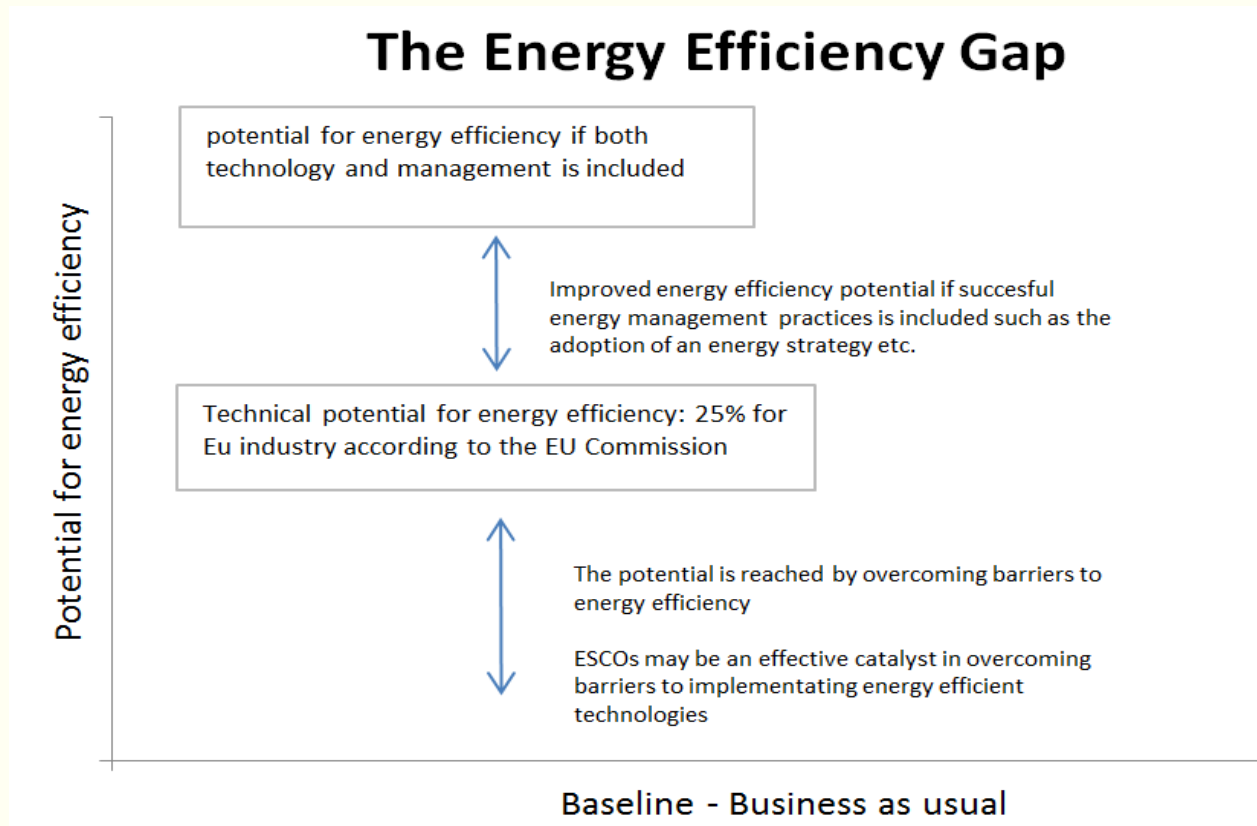 The Energy Efficiency Gap
potential for energy efficiency if both
technology and management is included
Improved energy efficiency potential if succesful
energy management practices is included such as the
adoption of an energy strategy etc.
Technical potential for energy efficiency: 25% for
Eu industry according to the EU Commission
The potential is reached by overcoming barriers to
energy efficiency
ESCOs may be an effective catalyst in overcoming
barriers to implementating energy efficient
technologies
Potential for energy efficiency
Baseline - Business as usual